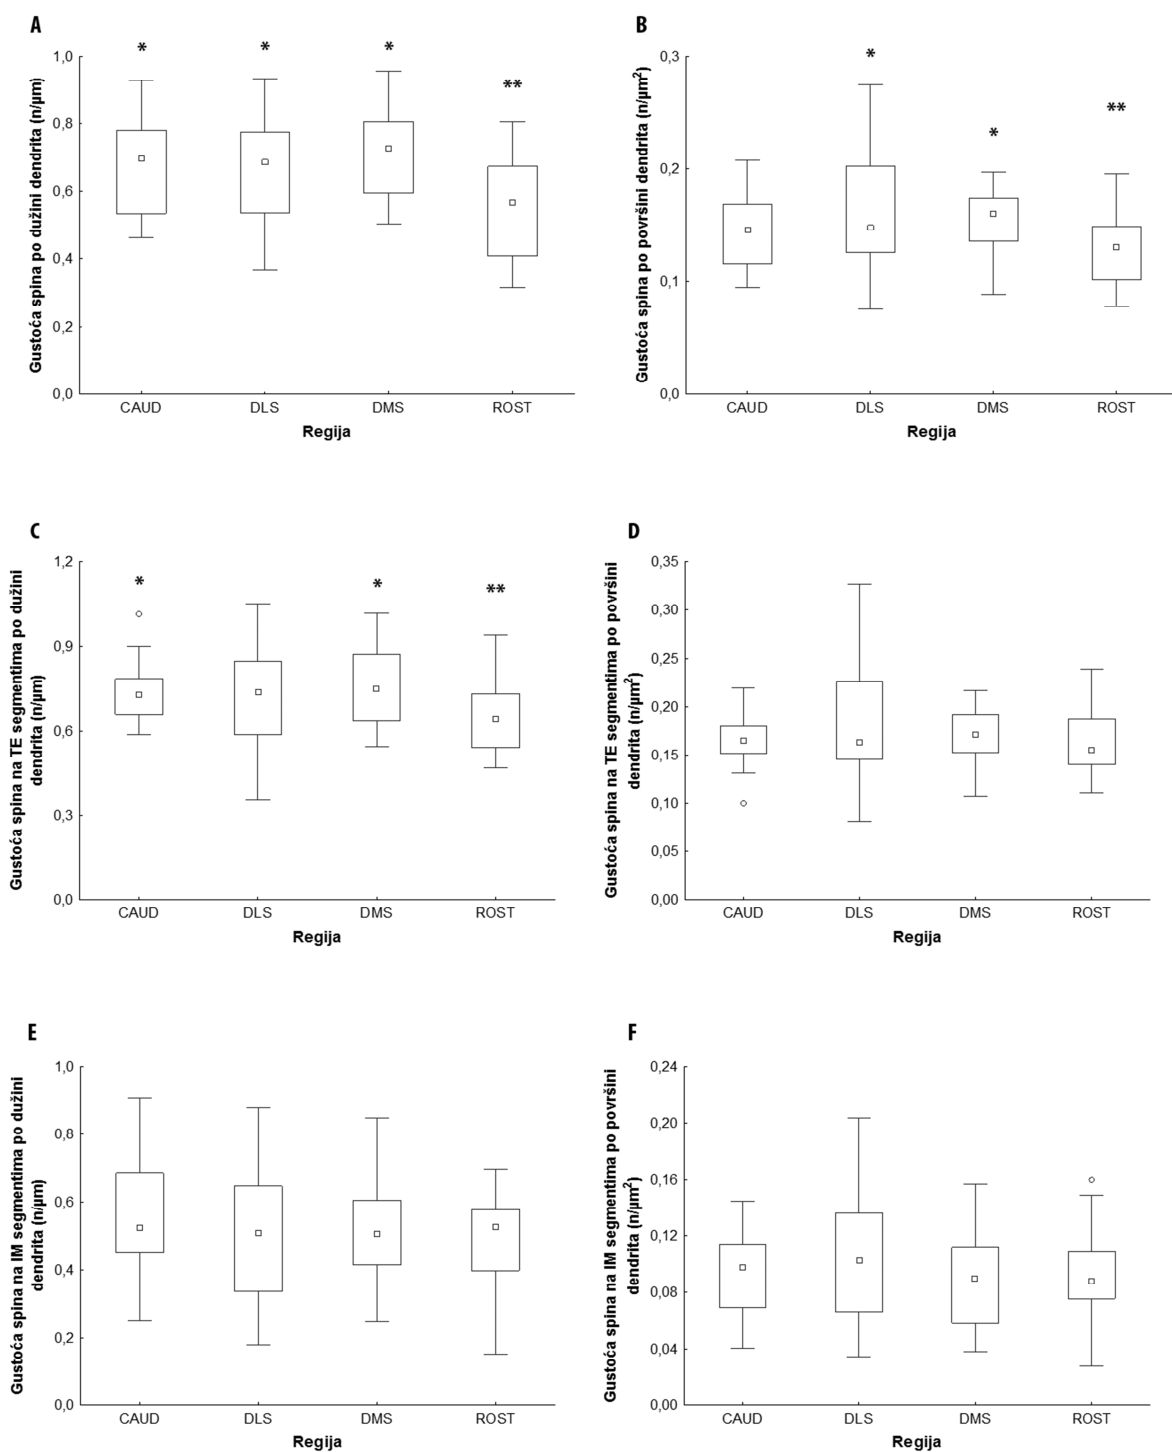 A
Gustoća spina po dužini dendrita (n/µm)
1,0
0,8
0,6
0,4
0,2
0,0
*
*
*
**
CAUD DLS DMS ROST
Regija
B
Gustoća spina po površini dendrita (n/µm²)
0,3
0,2
0,1
0,0
*
*
**
CAUD DLS DMS ROST
Regija
C
Gustoća spina na TE segmentima po dužini
dendrita (n/µm)
1,2
0,9
0,6
0,3
0,0
*
*
**
CAUD DLS DMS ROST
Regija
D
Gustoća spina na TE segmentima po površini
dendrita (n/µm²)
0,35
0,30
0,25
0,20
0,15
0,10
0,05
0,00
CAUD DLS DMS ROST
Regija
E
Gustoća spina na IM segmentima po dužini
dendrita (n/µm)
1,0
0,8
0,6
0,4
0,2
0,0
CAUD DLS DMS ROST
Regija
F
Gustoća spina na IM segmentima po površini
dendrita (n/µm²)
0,24
0,20
0,16
0,12
0,08
0,04
0,00
CAUD DLS DMS ROST
Regija